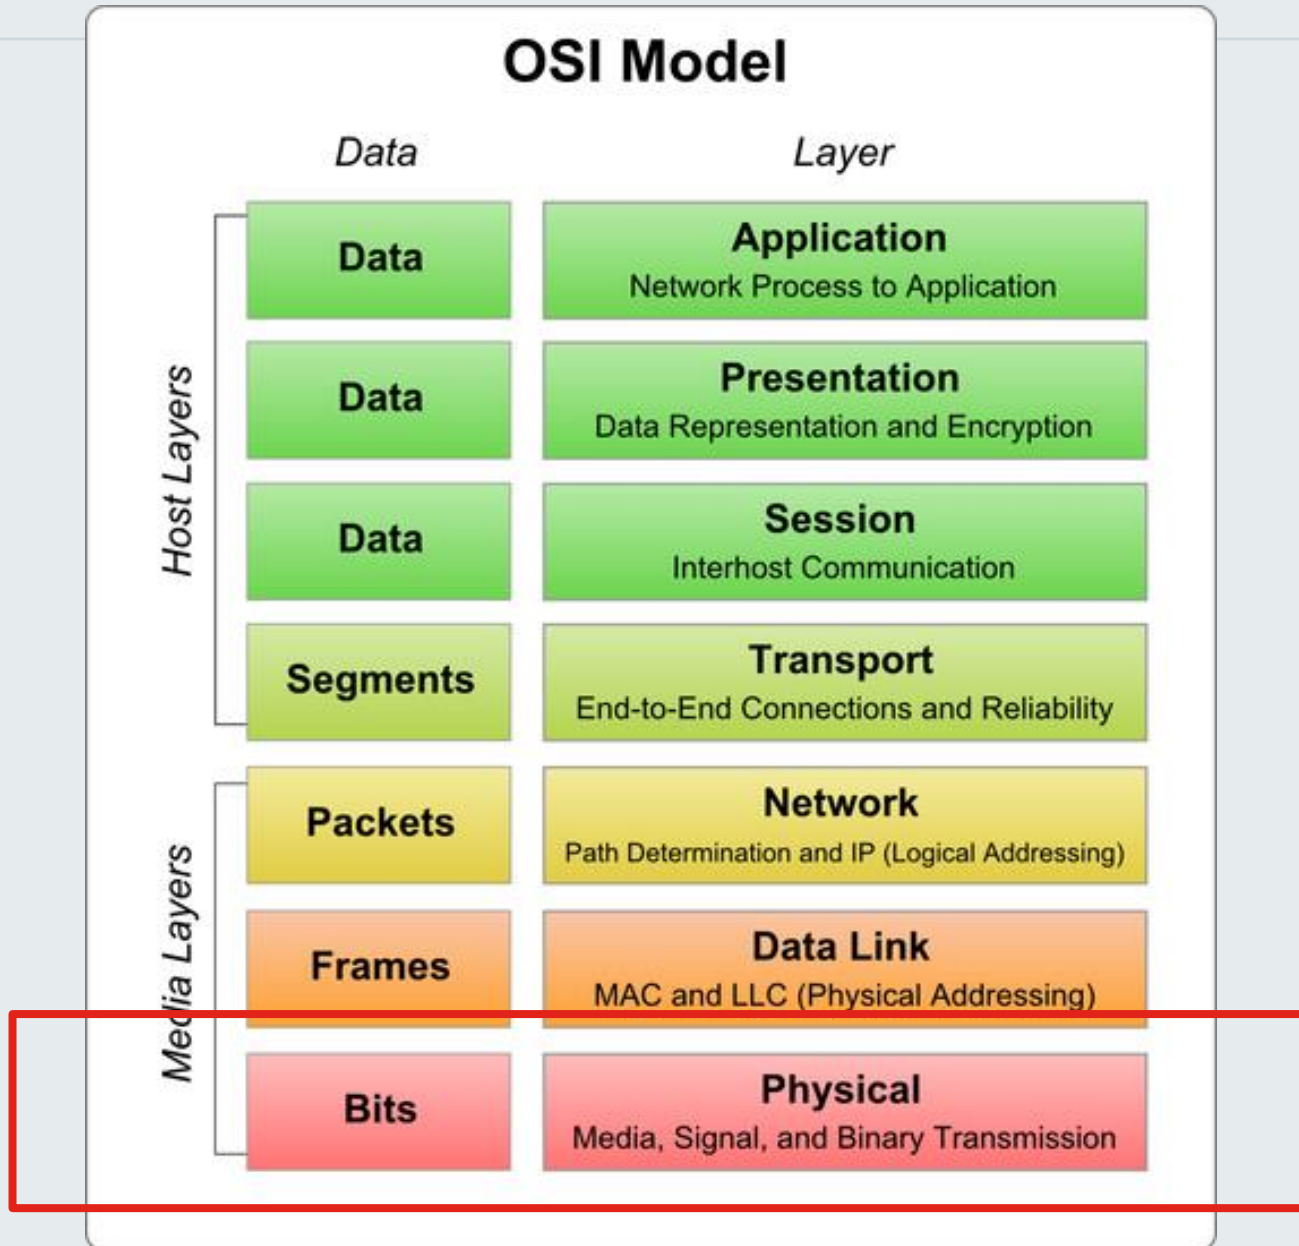 OSI Model
Data Layer
Host Layers
Data
Application
Network Process to Application
Data
Presentation
Data Representation and Encryption
Data
Session
Interhost Communication
Segments
Transport
End-to-End Connections and Reliability
Media Layers
Packets
Network
Path Determination and IP (Logical Addressing)
Frames
Data Link
MAC and LLC (Physical Addressing)
Bits
Physical
Media, Signal, and Binary Transmission